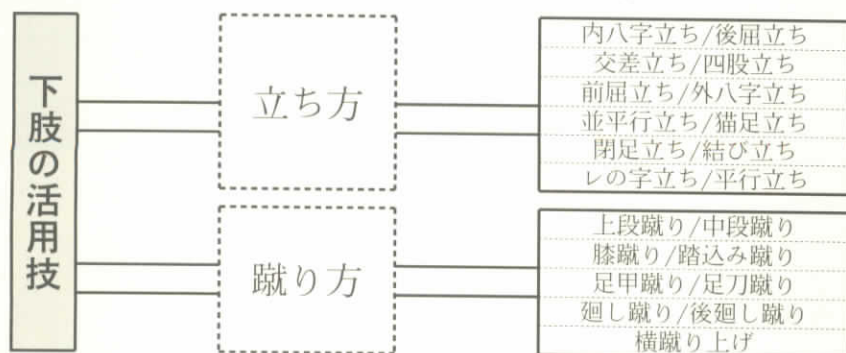 下肢の活用技
立ち方
内八字立ち/後屈立ち
交差立ち/四股立ち
前屈立ち/外八字立ち
並平行立ち/猫足立ち
閉足立ち/結び立ち
レの字立ち/平行立ち
蹴り方
上段蹴り/中段蹴り
膝蹴り/踏込み蹴り
足甲蹴り/足刀蹴り
廻し蹴り/後廻し蹴り
横蹴り上げ